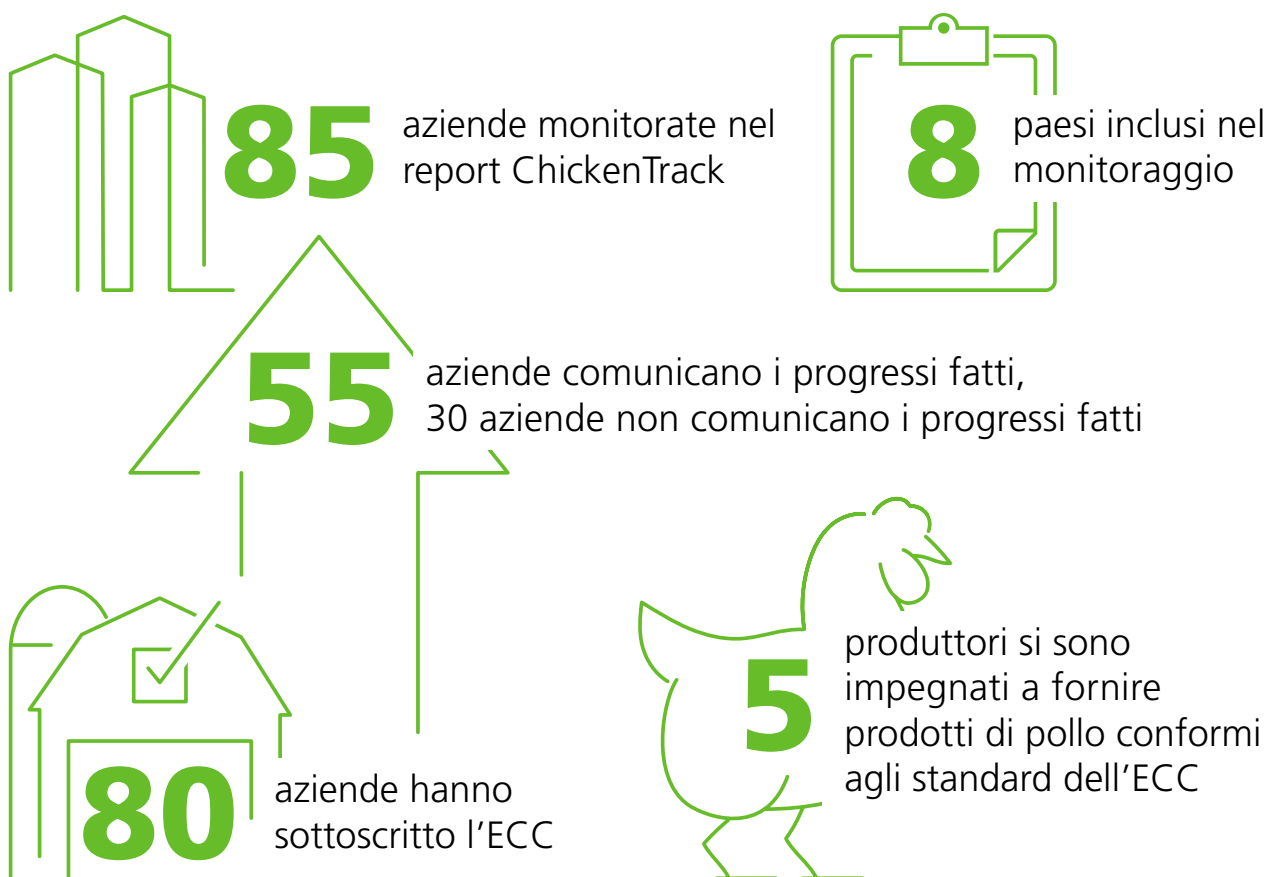 85
aziende monitorate nel
report ChickenTrack
8
paesi inclusi nel
monitoraggio
55
aziende comunicano i progressi fatti,
30 aziende non comunicano i progressi fatti
80
aziende hanno
sottoscritto l’ECC
5
produttori si sono
impegnati a fornire
prodotti di pollo conformi
agli standard dell’ECC